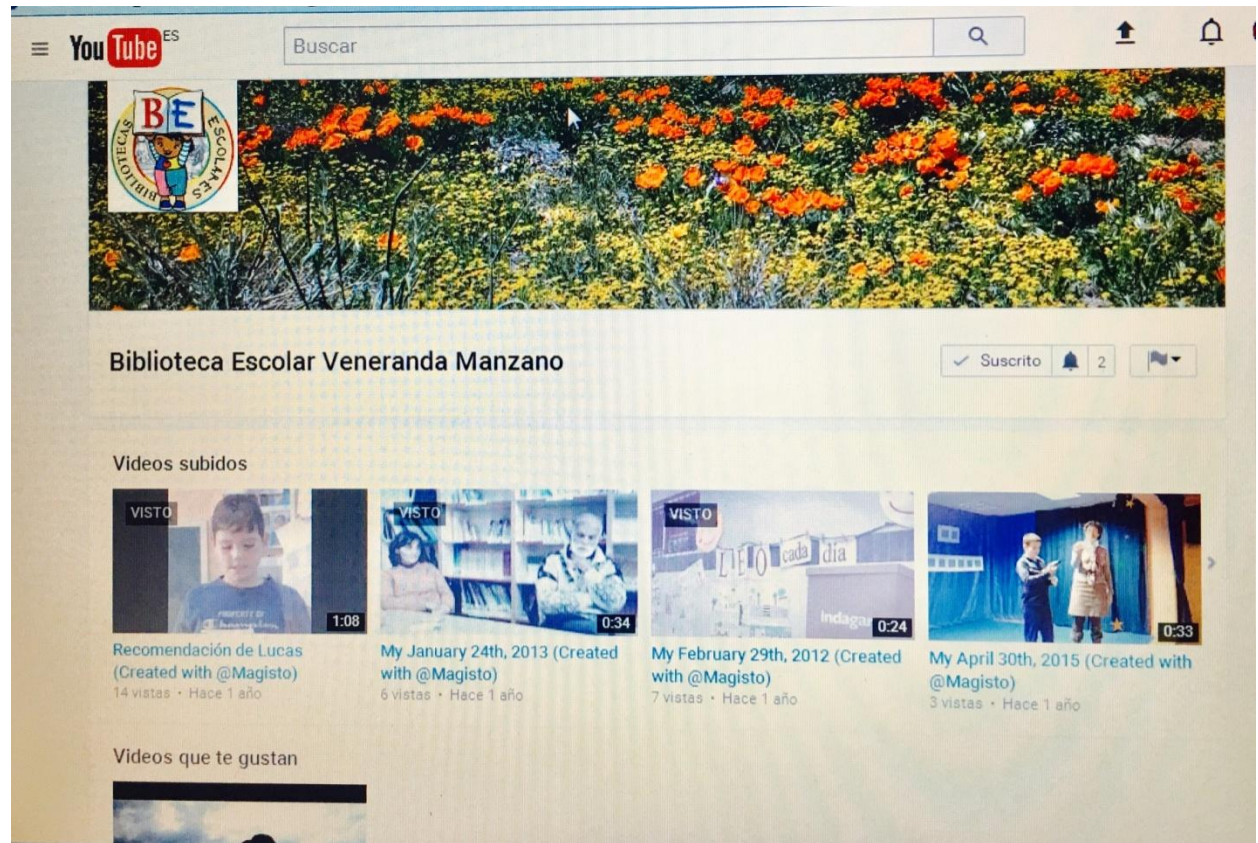 You Tube ES
Buscar
BE
BIBLIOTECAS ESCOLARES
Biblioteca Escolar Veneranda Manzano
Suscrito 2
Videos subidos
VISTO
1:08
Recomendación de Lucas
(Created with @Magisto)
14 vistas • Hace 1 año
VISTO
0:34
My January 24th, 2013 (Created
with @Magisto)
6 vistas • Hace 1 año
VISTO
LEO cada día
0:24
My February 29th, 2012 (Created
with @Magisto)
7 vistas • Hace 1 año
0:33
My April 30th, 2015 (Created with
@Magisto)
3 vistas • Hace 1 año
Videos que te gustan